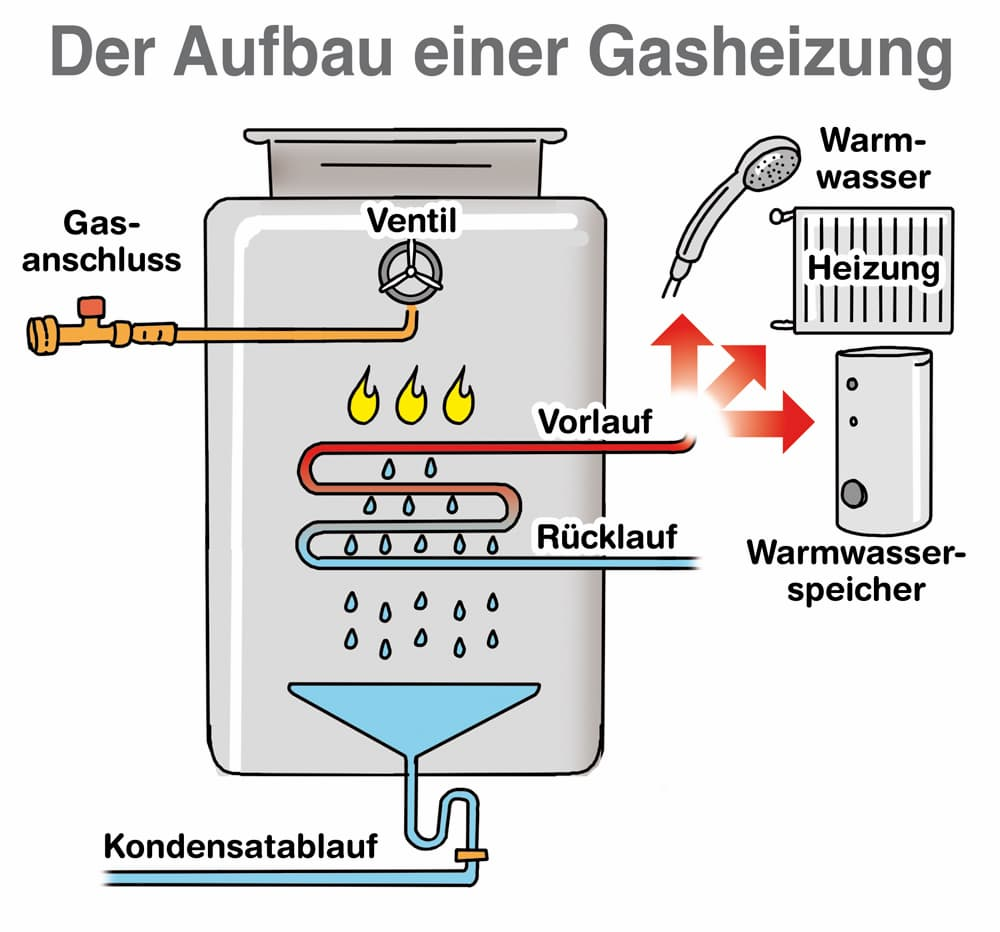 Der Aufbau einer Gasheizung
Warm-
wasser
Gas-
anschluss
Ventil
Heizung
Vorlauf
Rücklauf
Warmwasser-
speicher
Kondensatablauf